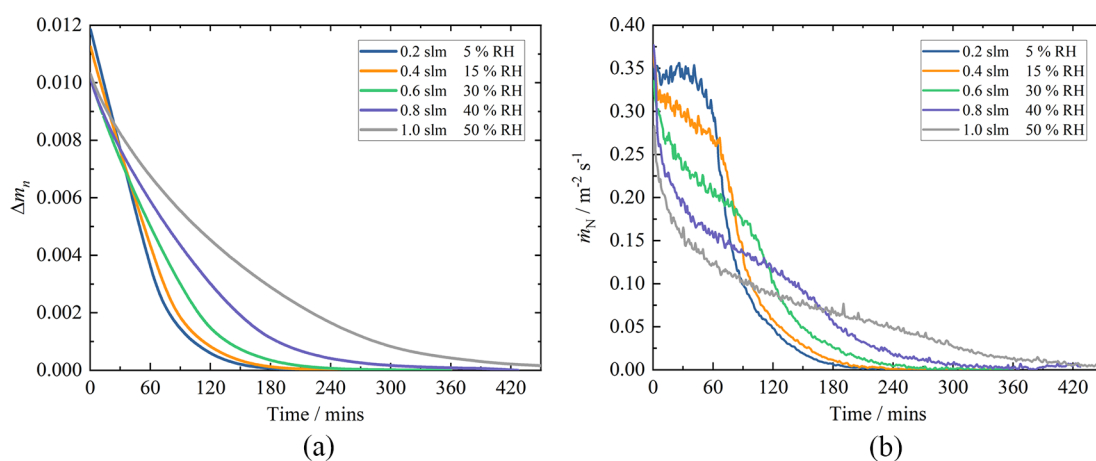 0.012
0.010
0.008
0.006
0.004
0.002
0.000
Δmₙ
0.2 slm 5 % RH
0.4 slm 15 % RH
0.6 slm 30 % RH
0.8 slm 40 % RH
1.0 slm 50 % RH
0 60 120 180 240 300 360 420
Time / mins
(a)
0.40
0.35
0.30
0.25
0.20
0.15
0.10
0.05
0.00
ṁ_N / m⁻² s⁻¹
0.2 slm 5 % RH
0.4 slm 15 % RH
0.6 slm 30 % RH
0.8 slm 40 % RH
1.0 slm 50 % RH
0 60 120 180 240 300 360 420
Time / mins
(b)